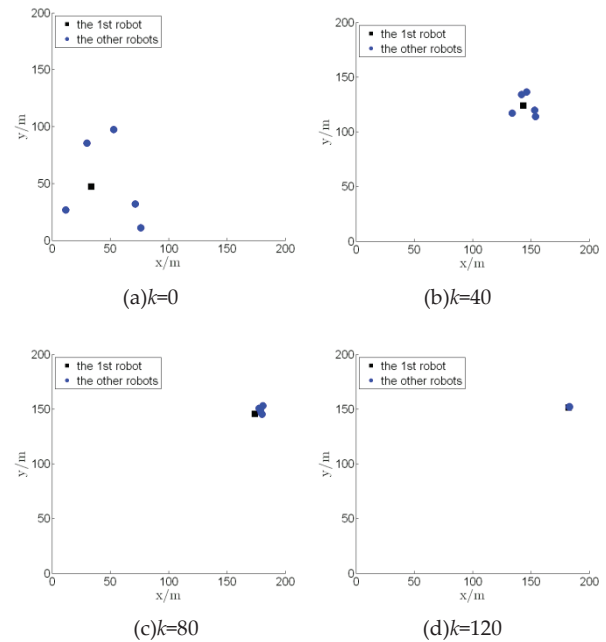 the 1st robot
the other robots
200
150
100
50
0
y/m
0 50 100 150 200
x/m
(a)k=0
the 1st robot
the other robots
200
150
100
50
0
y/m
0 50 100 150 200
x/m
(b)k=40
the 1st robot
the other robots
200
150
100
50
0
y/m
0 50 100 150 200
x/m
(c)k=80
the 1st robot
the other robots
200
150
100
50
0
y/m
0 50 100 150 200
x/m
(d)k=120